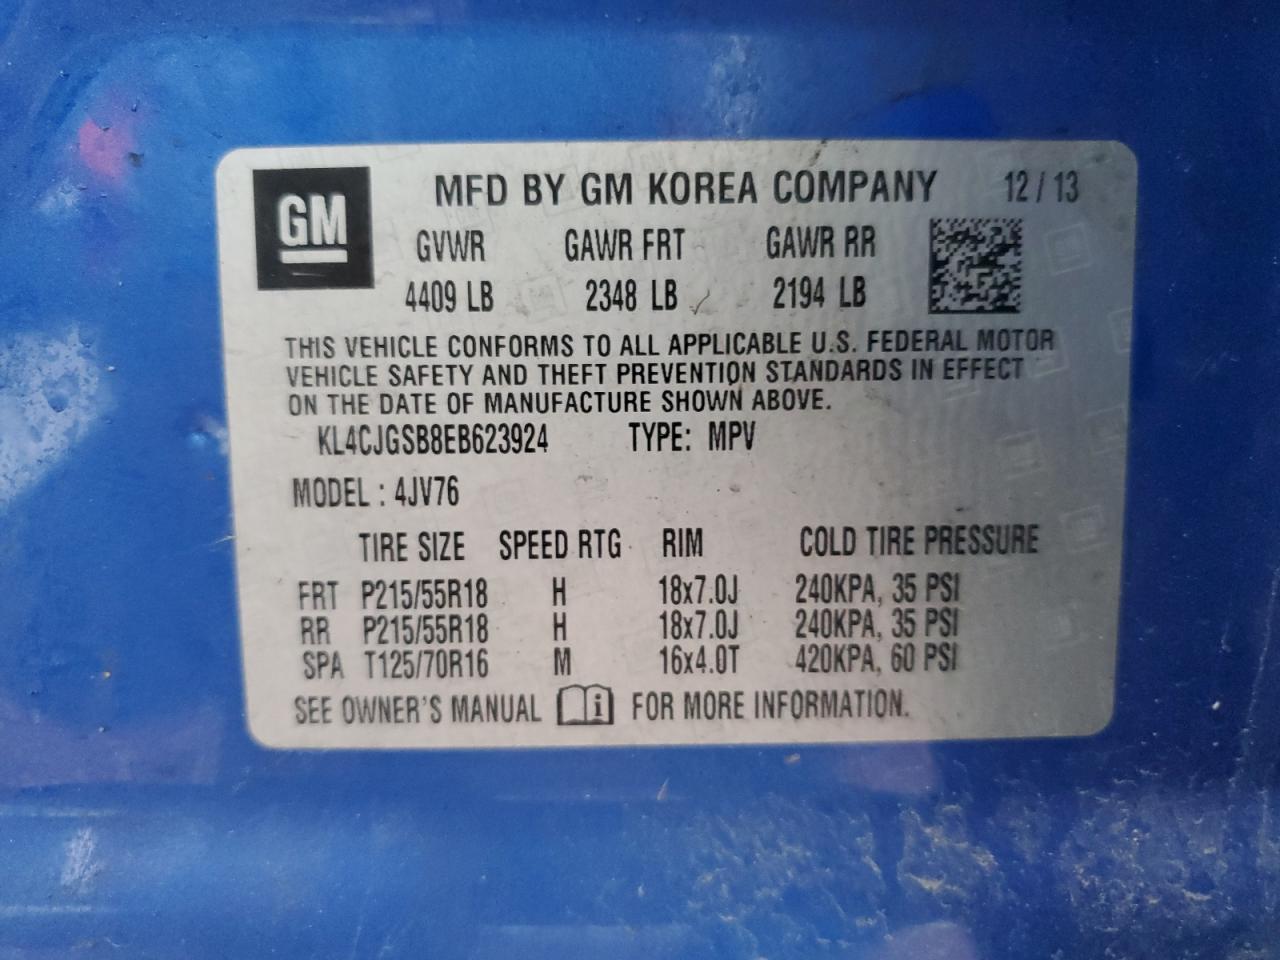 GM
MFD BY GM KOREA COMPANY 12/13
GVWR GAWR FRT GAWR RR
4409 LB 2348 LB 2194 LB
THIS VEHICLE CONFORMS TO ALL APPLICABLE U.S. FEDERAL MOTOR
VEHICLE SAFETY AND THEFT PREVENTION STANDARDS IN EFFECT
ON THE DATE OF MANUFACTURE SHOWN ABOVE.
KL4CJGSB8EB623924 TYPE: MPV
MODEL : 4JV76
TIRE SIZE SPEED RTG RIM COLD TIRE PRESSURE
FRT P215/55R18 H 18x7.0J 240KPA, 35 PSI
RR P215/55R18 H 18x7.0J 240KPA, 35 PSI
SPA T125/70R16 M 16x4.0T 420KPA, 60 PSI
SEE OWNER'S MANUAL i FOR MORE INFORMATION.